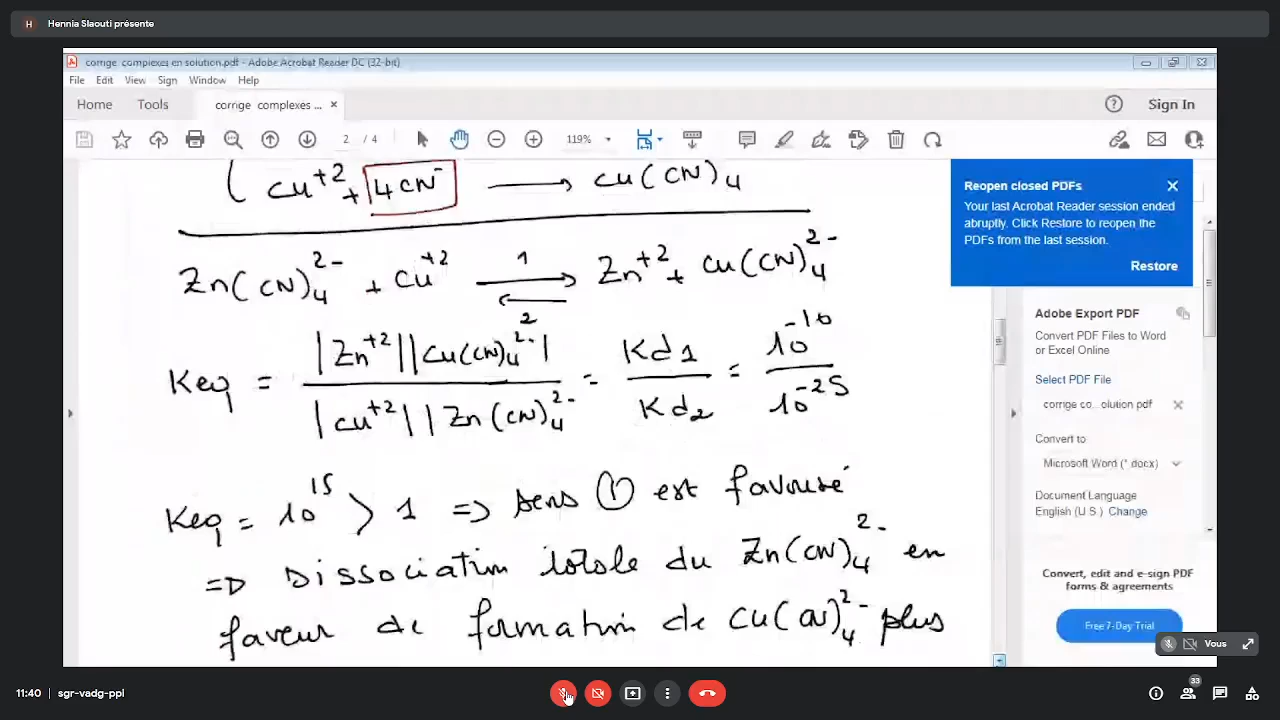 H Hennia Slaouti présente
corrige complexes en solution.pdf - Adobe Acrobat Reader DC (32-bit)
File Edit View Sign Window Help
Home Tools corrige complexes ... × Sign In
2 / 4 119%
Cu+2 + 4CN- → Cu(CN)4
Zn(CN)4^2- + Cu+2 ⇌ Zn+2 + Cu(CN)4^2-
1
2
Keq = |Zn+2||Cu(CN)4^2-| / |Cu+2||Zn(CN)4^2-| = Kd1 / Kd2 = 10^-10 / 10^-25
Keq = 10^15 > 1 => sens ① est favorisé
=> Dissociation totale du Zn(CN)4^2- en
faveur de formation de Cu(CN)4^2- plus
Reopen closed PDFs ×
Your last Acrobat Reader session ended
abruptly. Click Restore to reopen the
PDFs from the last session.
Restore
Adobe Export PDF
Convert PDF Files to Word
or Excel Online
Select PDF File
corrige co...olution pdf ×
Convert to
Microsoft Word (*.docx)
Document Language
English (U.S.) Change
Convert, edit and e-sign PDF
forms & agreements
Free 7-Day Trial
Vous
11:40 sgr-vadg-ppl
33